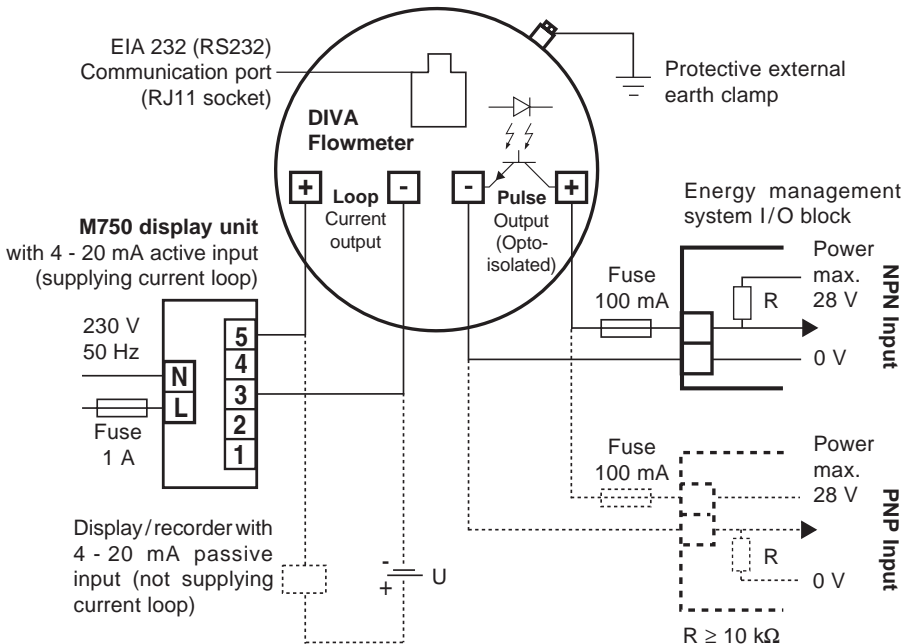 EIA 232 (RS232)
Communication port
(RJ11 socket)
Protective external
earth clamp
DIVA
Flowmeter
+
-
-
+
Loop
Current
output
Pulse
Output
(Opto-
isolated)
M750 display unit
with 4 - 20 mA active input
(supplying current loop)
230 V
50 Hz
N
L
Fuse
1 A
5
4
3
2
1
Energy management
system I/O block
Fuse
100 mA
R
Power
max.
28 V
0 V
NPN Input
Fuse
100 mA
R
Power
max.
28 V
0 V
PNP Input
R ≥ 10 kΩ
Display/recorder with
4 - 20 mA passive
input (not supplying
current loop)
-
+
U